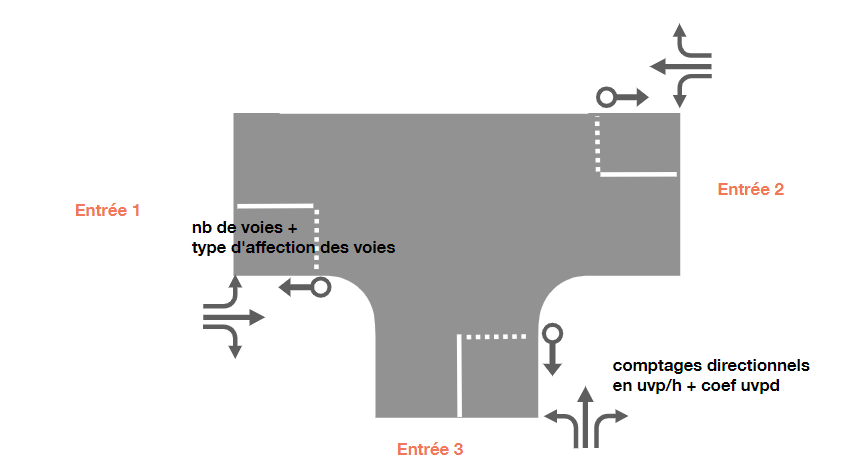 Entrée 2
Entrée 1
nb de voies +
type d'affection des voies
comptages directionnels
en uvp/h + coef uvpd
Entrée 3